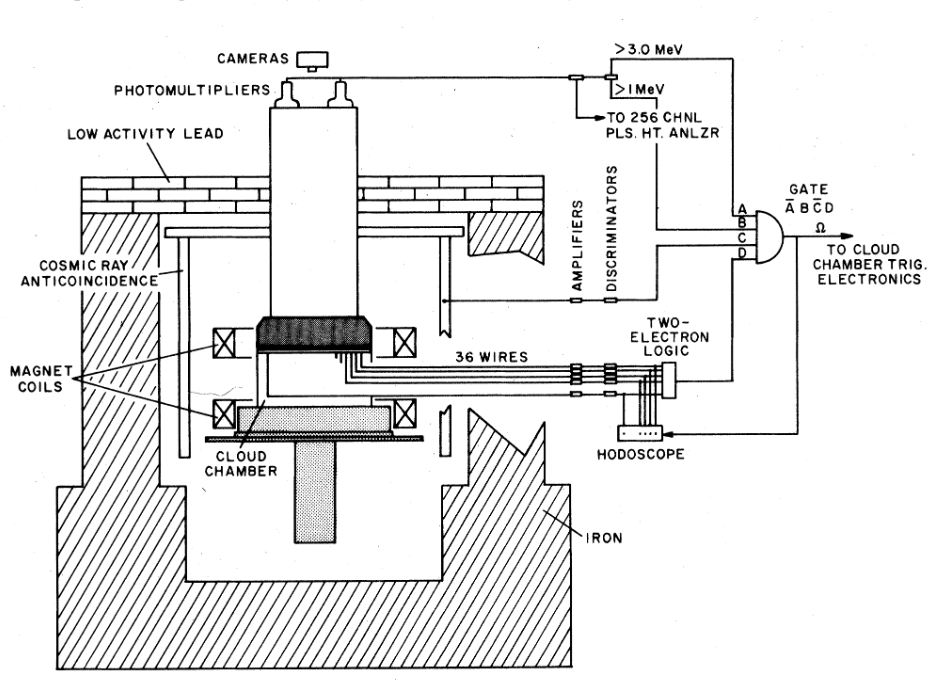 CAMERAS
>3.0 MeV
PHOTOMULTIPLIERS
>1MeV
TO 256 CHNL
PLS. HT. ANLZR
LOW ACTIVITY LEAD
AMPLIFIERS
DISCRIMINATORS
GATE
A̅ B C̅ D
A
B
C
D
Ω
TO CLOUD
CHAMBER TRIG.
ELECTRONICS
COSMIC RAY
ANTICOINCIDENCE
TWO-
ELECTRON
LOGIC
36 WIRES
MAGNET
COILS
CLOUD
CHAMBER
HODOSCOPE
IRON